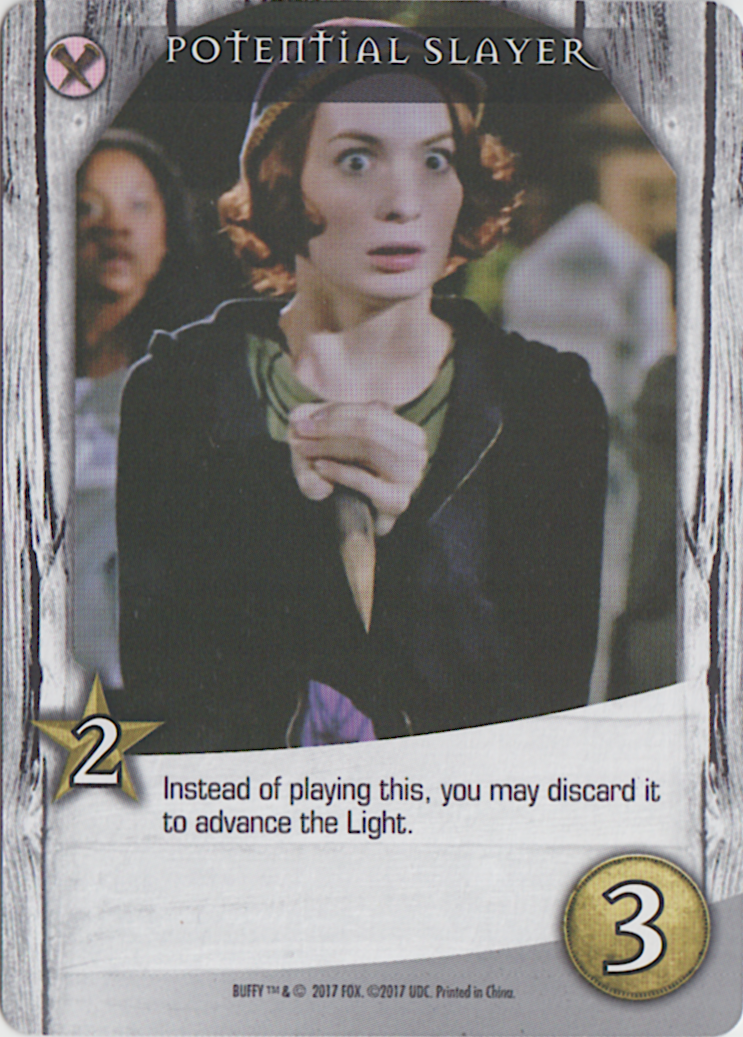 POTENTIAL SLAYER
2
Instead of playing this, you may discard it
to advance the Light.
3
BUFFY ™ & © 2017 FOX. ©2017 UDC. Printed in China.